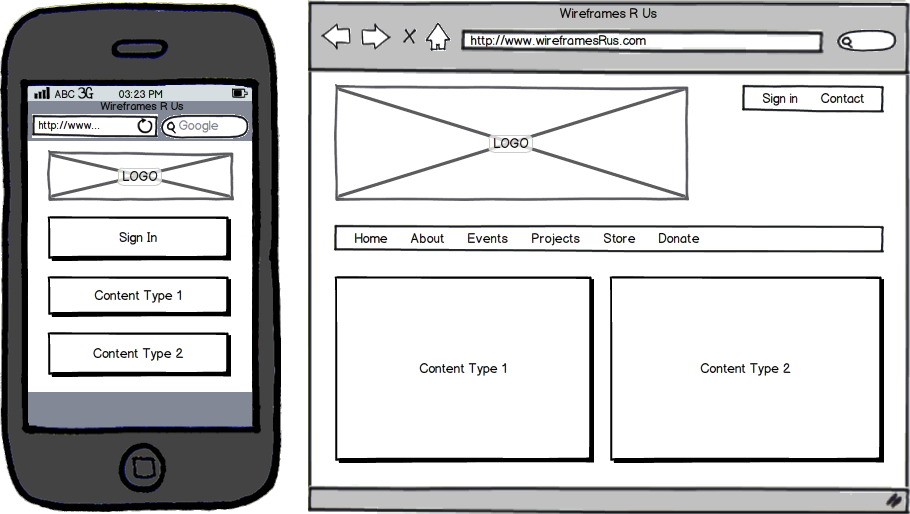 ABC 3G 03:23 PM
Wireframes R Us
http://www...
Google
LOGO
Sign In
Content Type 1
Content Type 2
Wireframes R Us
http://www.wireframesRus.com
Sign in Contact
LOGO
Home About Events Projects Store Donate
Content Type 1 Content Type 2